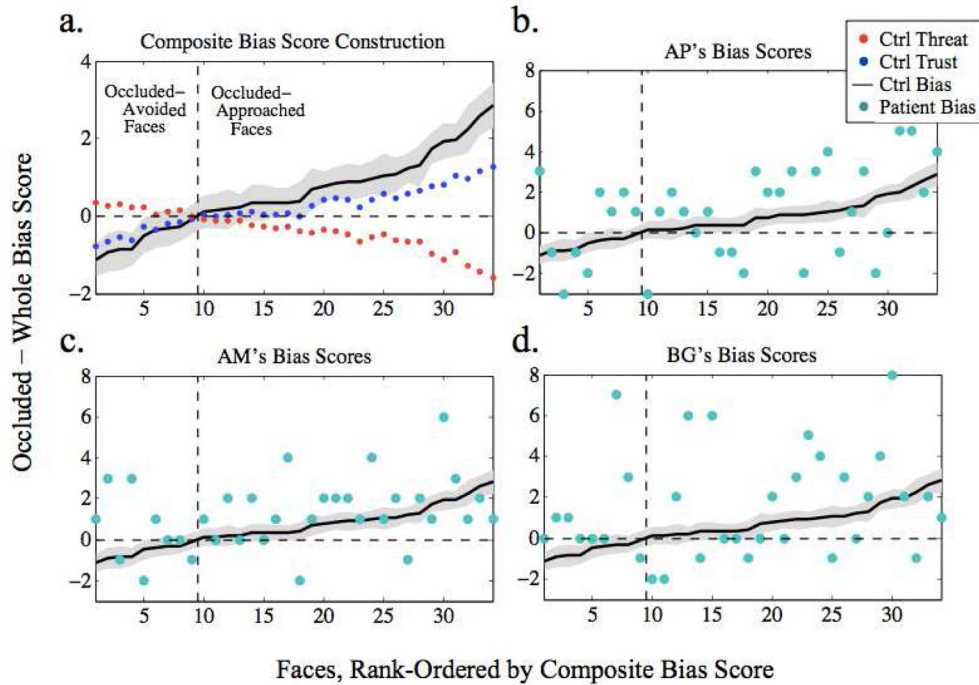 a.
Composite Bias Score Construction
4
2
0
−2
5
10
15
20
25
30
Occluded−
Avoided
Faces
Occluded−
Approached
Faces
b.
AP's Bias Scores
Ctrl Threat
Ctrl Trust
Ctrl Bias
Patient Bias
8
6
4
2
0
−2
5
10
15
20
25
30
c.
AM's Bias Scores
8
6
4
2
0
−2
5
10
15
20
25
30
d.
BG's Bias Scores
8
6
4
2
0
−2
5
10
15
20
25
30
Occluded – Whole Bias Score
Faces, Rank-Ordered by Composite Bias Score